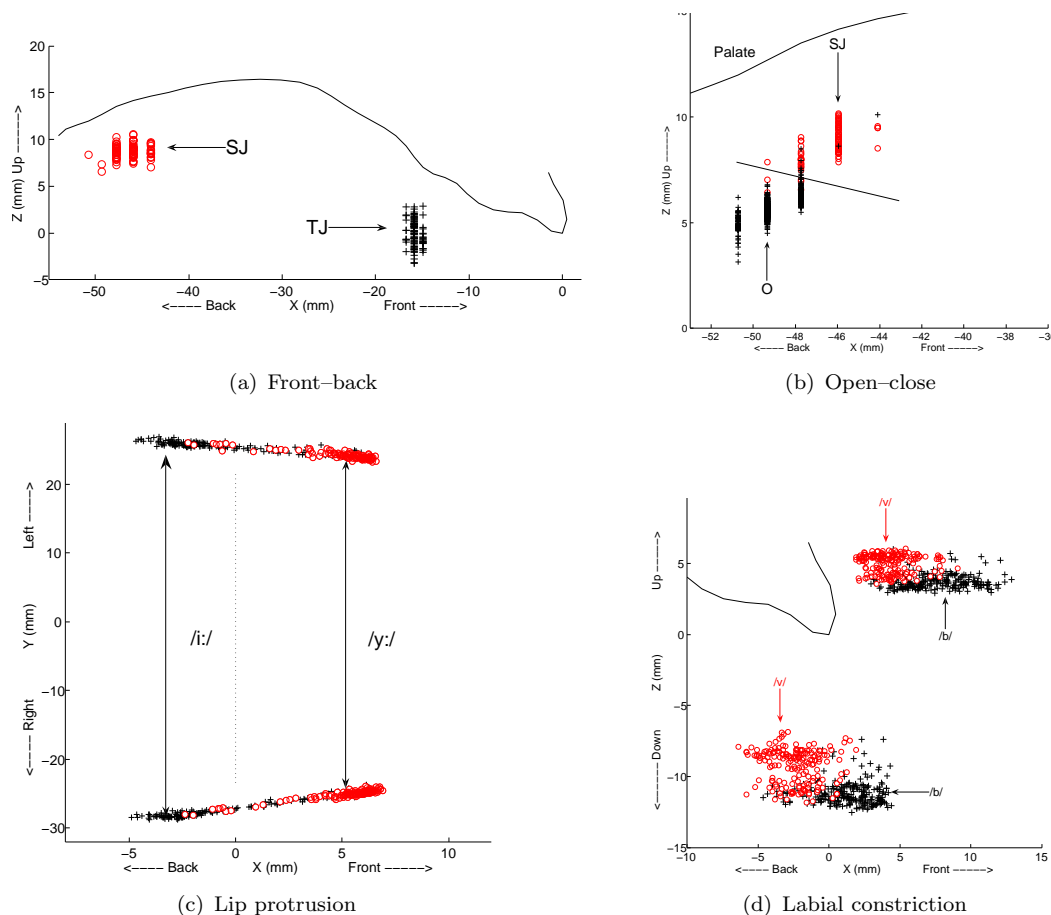 20
15
10
5
0
−5
Z (mm) Up −−−−>
SJ
TJ
−50
−40
−30
−20
−10
0
<−−−− Back
X (mm)
Front −−−−−>
(a) Front–back
10
5
0
Z (mm) Up −−−−−>
Palate
SJ
O
−52
−50
−48
−46
−44
−42
−40
−38
<−−−− Back
X (mm)
Front −−−−−>
(b) Open–close
20
10
0
−10
−20
−30
<−−−− Right
Y (mm)
Left −−−−>
/i:/
/y:/
−5
0
5
10
<−−−− Back
X (mm)
Front −−−−−>
(c) Lip protrusion
5
0
−5
−10
−15
<−−−−−Down
Z (mm)
Up −−−−−>
/v/
/b/
/v/
/b/
−10
−5
0
5
10
15
<−−−− Back
X (mm)
Front −−−−−>
(d) Labial constriction